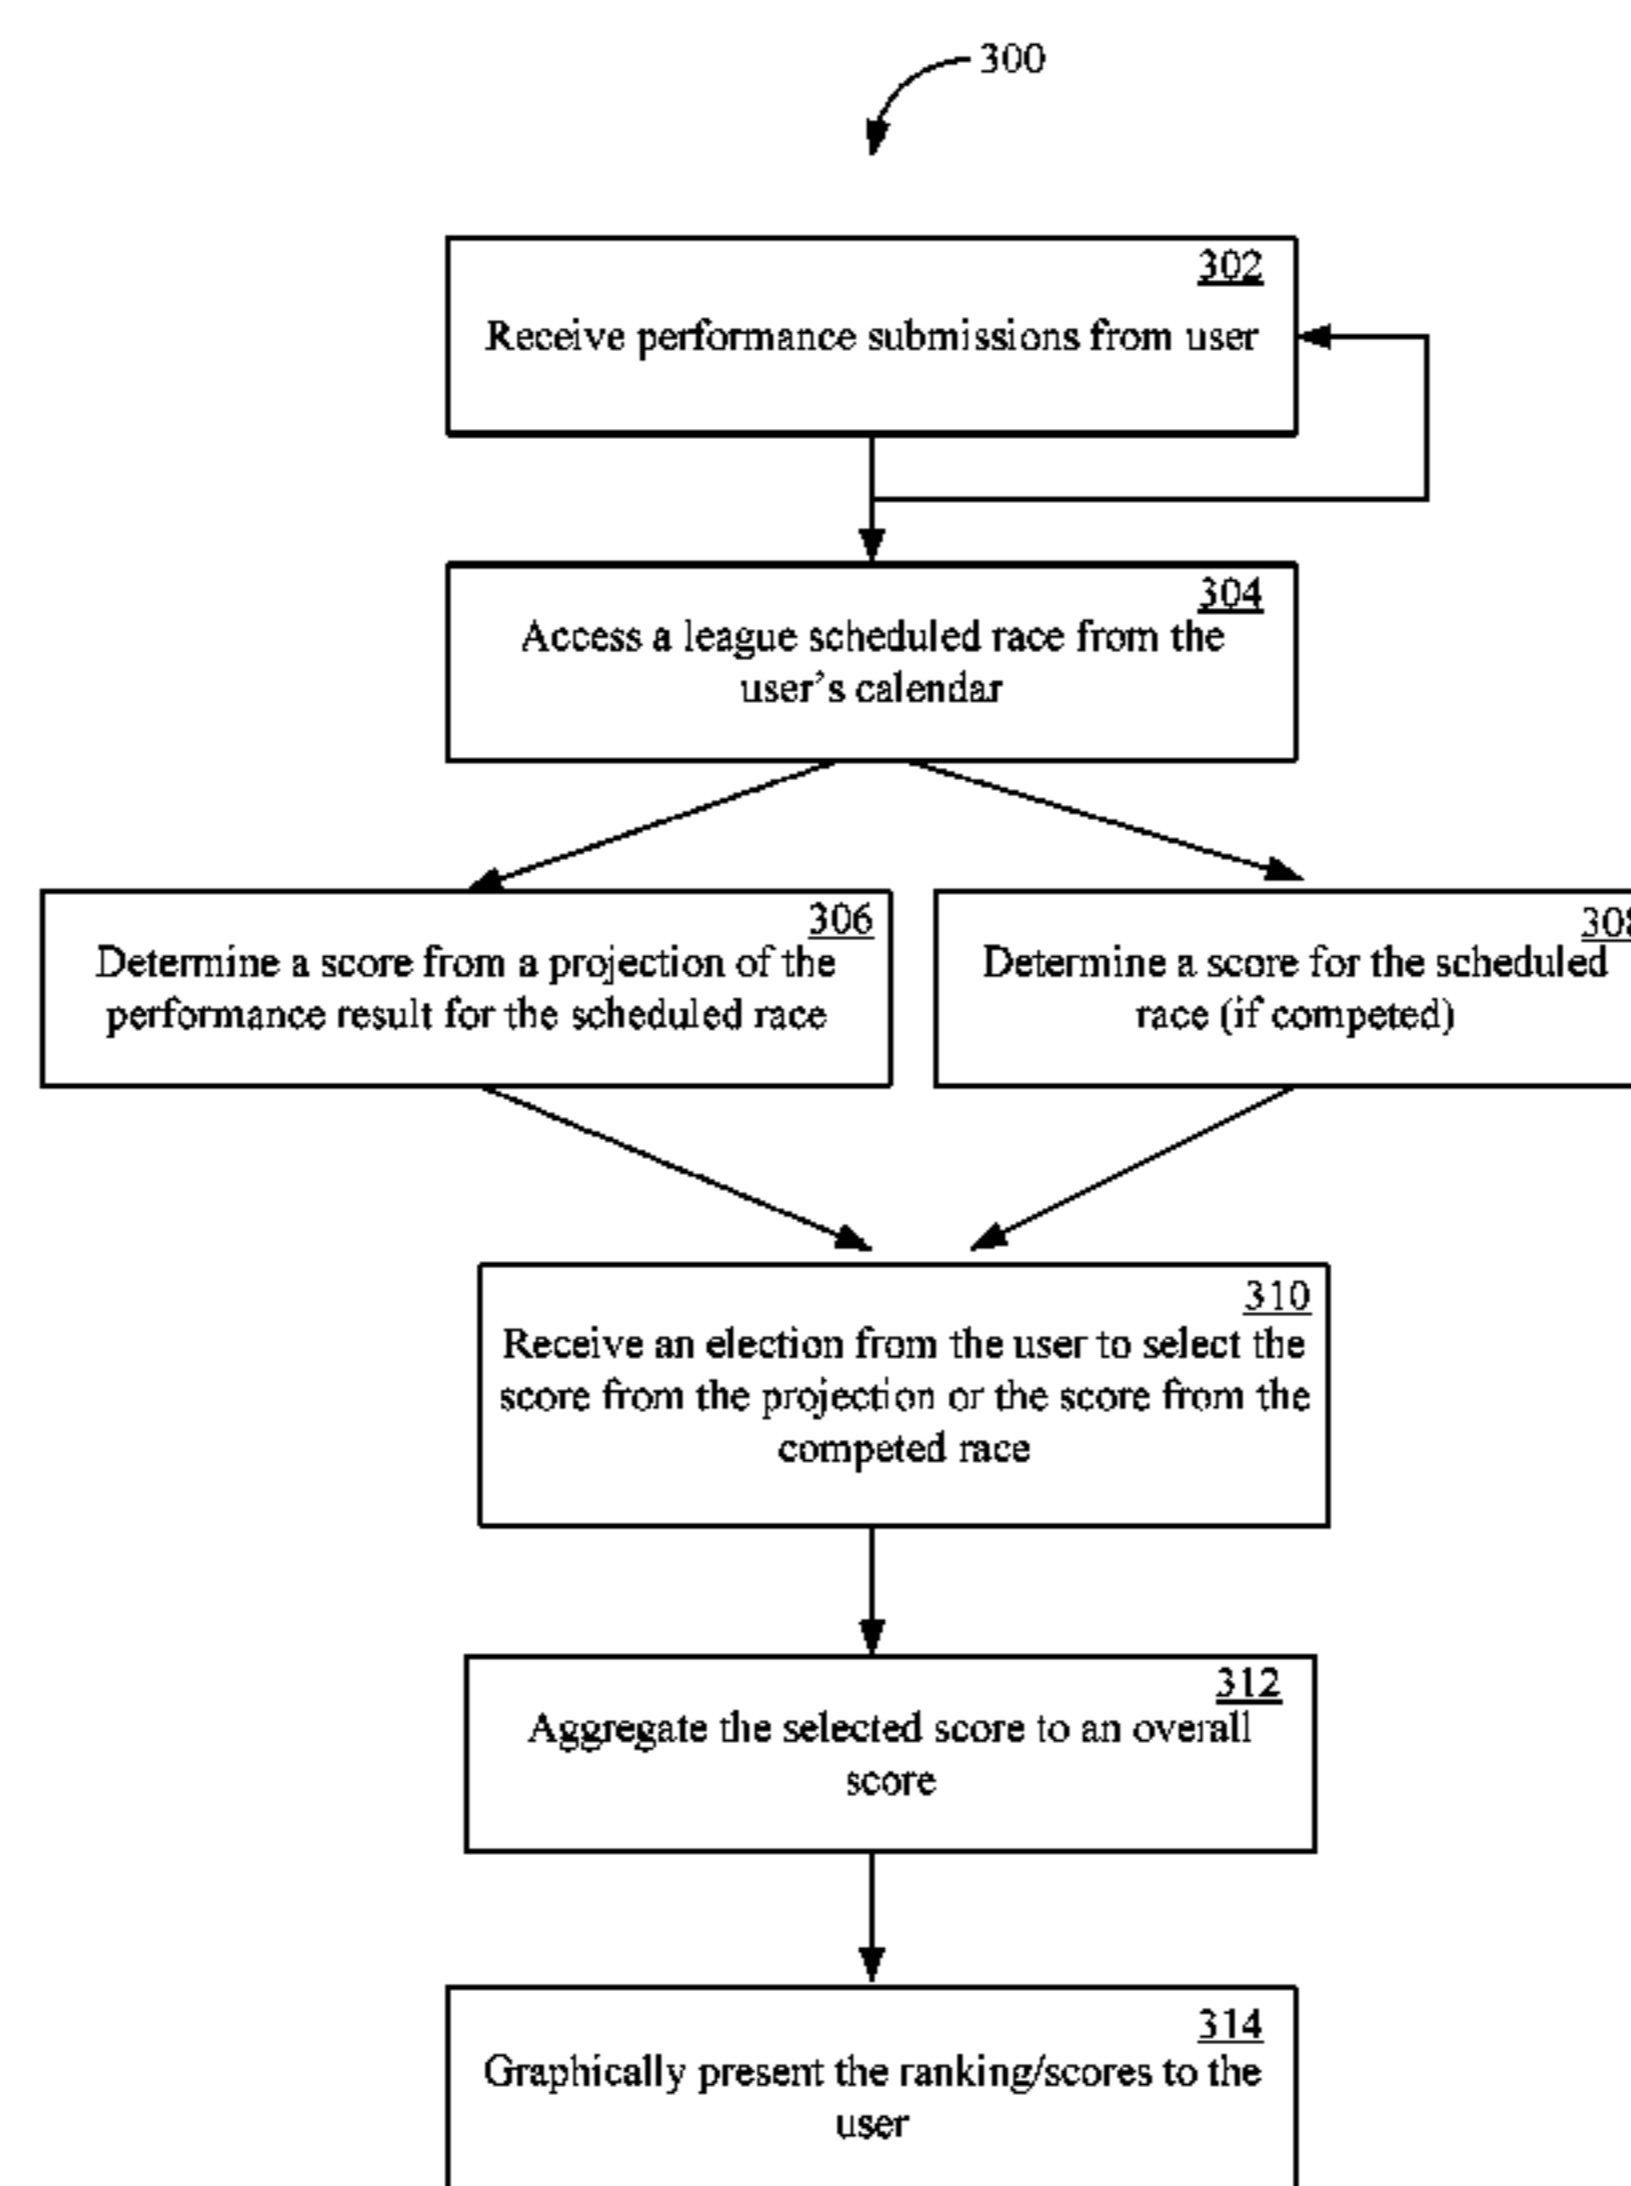 300
302
Receive performance submissions from user
304
Access a league scheduled race from the
user's calendar
306
Determine a score from a projection of the
performance result for the scheduled race
308
Determine a score for the scheduled
race (if competed)
310
Receive an election from the user to select the
score from the projection or the score from the
competed race
312
Aggregate the selected score to an overall
score
314
Graphically present the ranking/scores to the
user